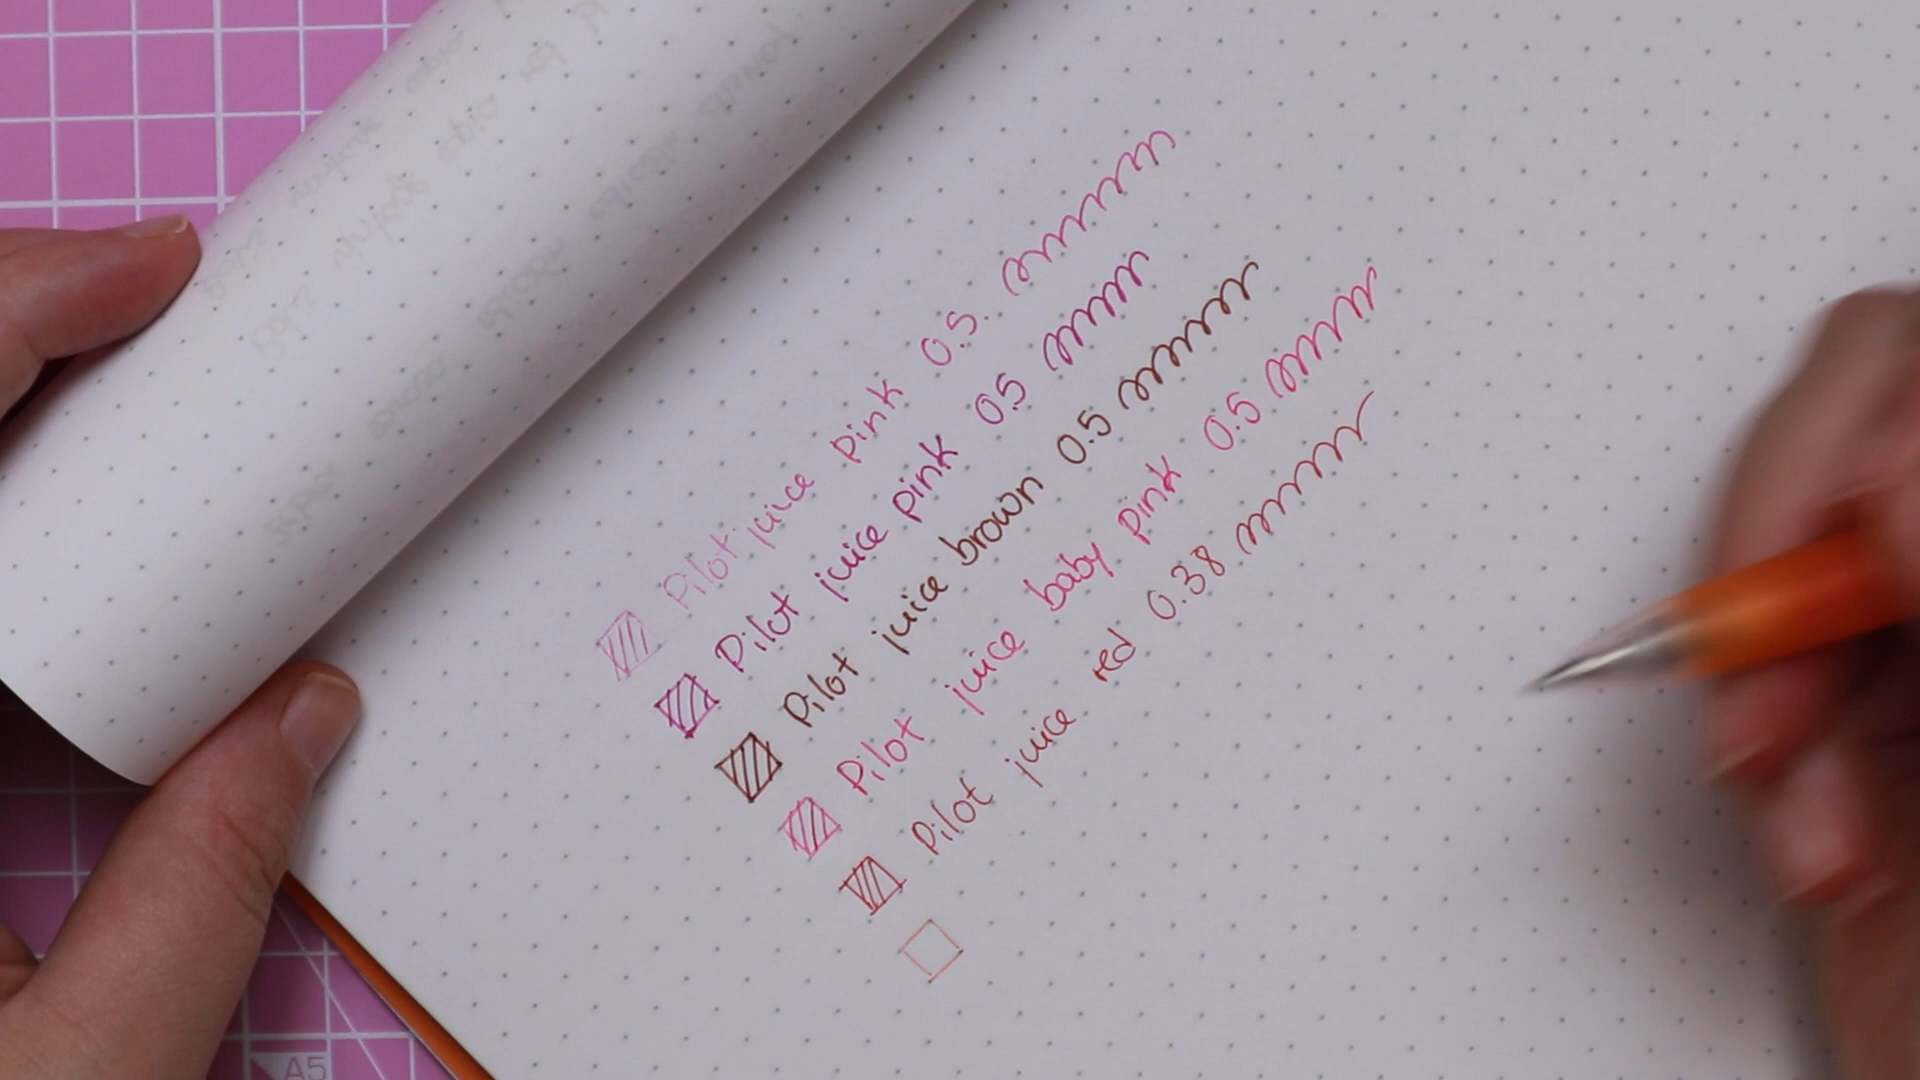 Pilot juice pink 0.5.
Pilot juice pink 0.5
Pilot juice brown 0.5
Pilot juice baby pink 0.5
Pilot juice red 0.38
A5